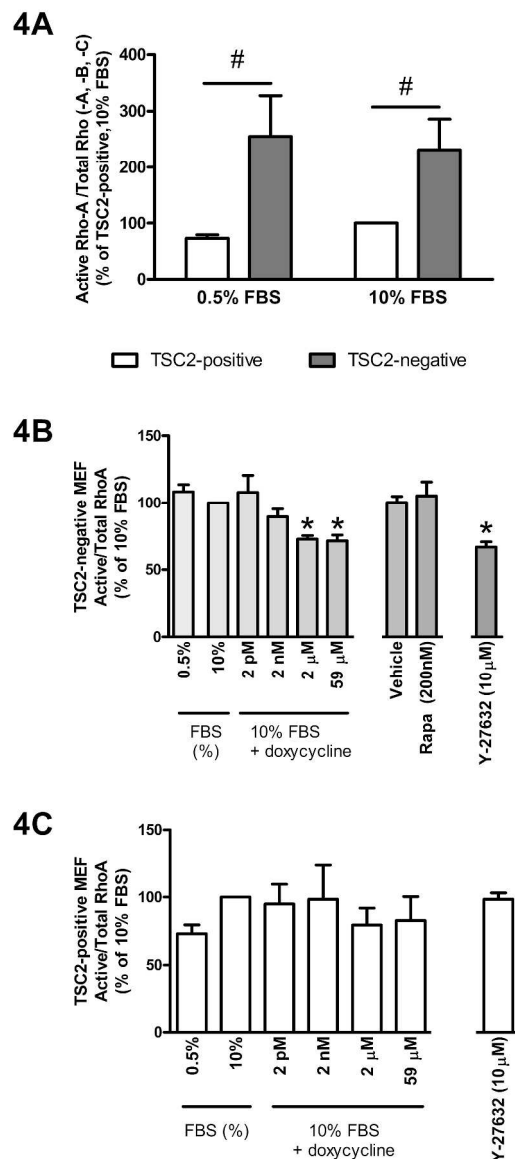 4A
Active Rho-A /Total Rho (-A, -B, -C)
(% of TSC2-positive,10% FBS)
400
300
200
100
0
#
#
0.5% FBS
10% FBS
TSC2-positive
TSC2-negative
4B
TSC2-negative MEF
Active/Total RhoA
(% of 10% FBS)
150
100
50
0
*
*
*
0.5%
10%
2 pM
2 nM
2 μM
59 μM
Vehicle
Rapa (200nM)
Y-27632 (10μM)
FBS
(%)
10% FBS
+ doxycycline
4C
TSC2-positive MEF
Active/Total RhoA
(% of 10% FBS)
150
100
50
0
0.5%
10%
2 pM
2 nM
2 μM
59 μM
Y-27632 (10μM)
FBS (%)
10% FBS
+ doxycycline